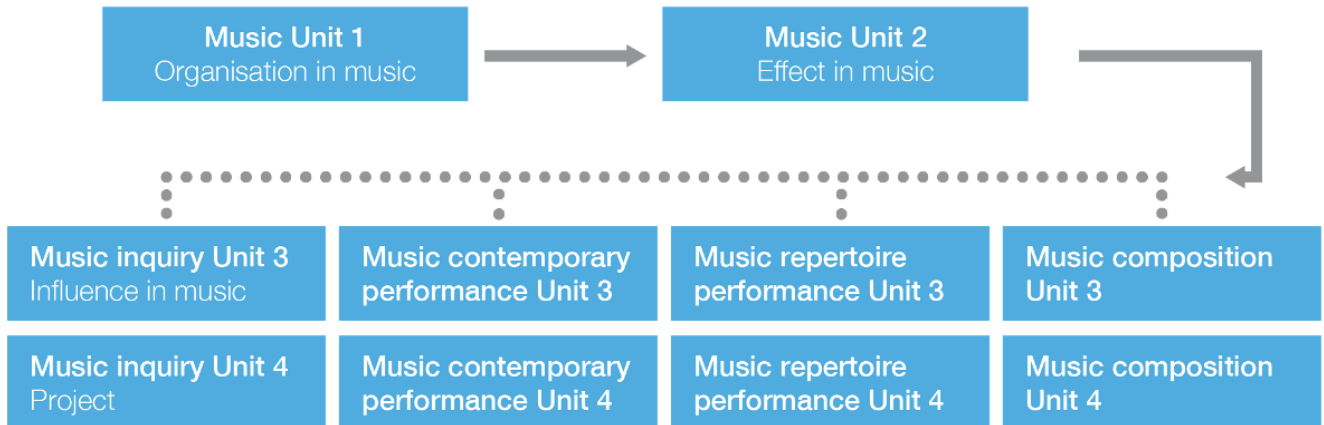 Music Unit 1
Organisation in music
Music Unit 2
Effect in music
Music inquiry Unit 3
Influence in music
Music contemporary
performance Unit 3
Music repertoire
performance Unit 3
Music composition
Unit 3
Music inquiry Unit 4
Project
Music contemporary
performance Unit 4
Music repertoire
performance Unit 4
Music composition
Unit 4